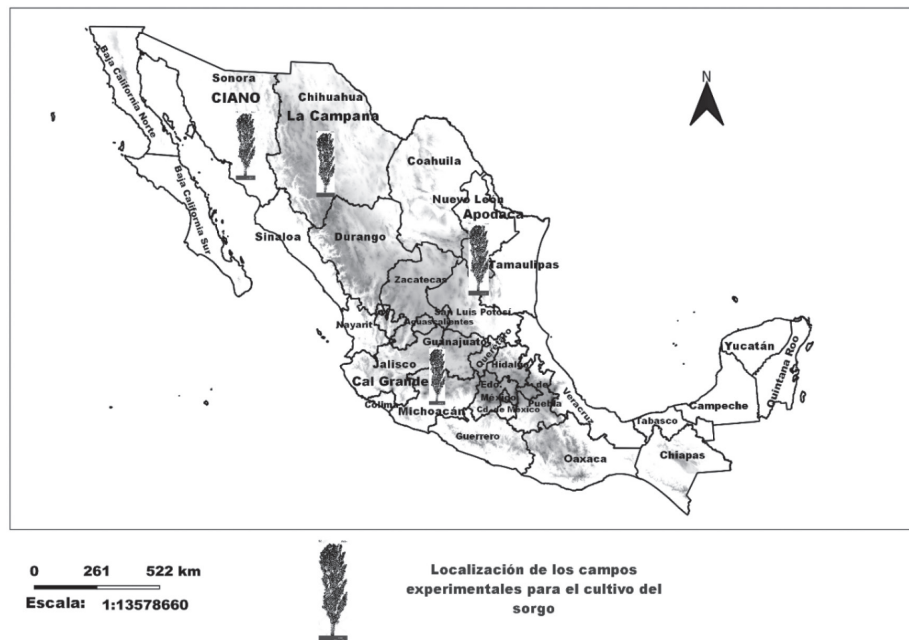 N
Baja California Norte
Sonora
CIANO
Chihuahua
La Campana
Coahuila
Nuevo León
Apodaca
Baja California Sur
Sinaloa
Durango
Tamaulipas
Zacatecas
San Luis Potosí
Aguascalientes
Nayarit
Guanajuato
Querétaro
Hidalgo
Yucatán
Quintana Roo
Jalisco
Cal Grande
Edo.
de
México
Puebla
Colima
Michoacán
Cd. de México
Veracruz
Campeche
Tabasco
Guerrero
Oaxaca
Chiapas
0 261 522 km
Escala: 1:13578660
Localización de los campos
experimentales para el cultivo del
sorgo